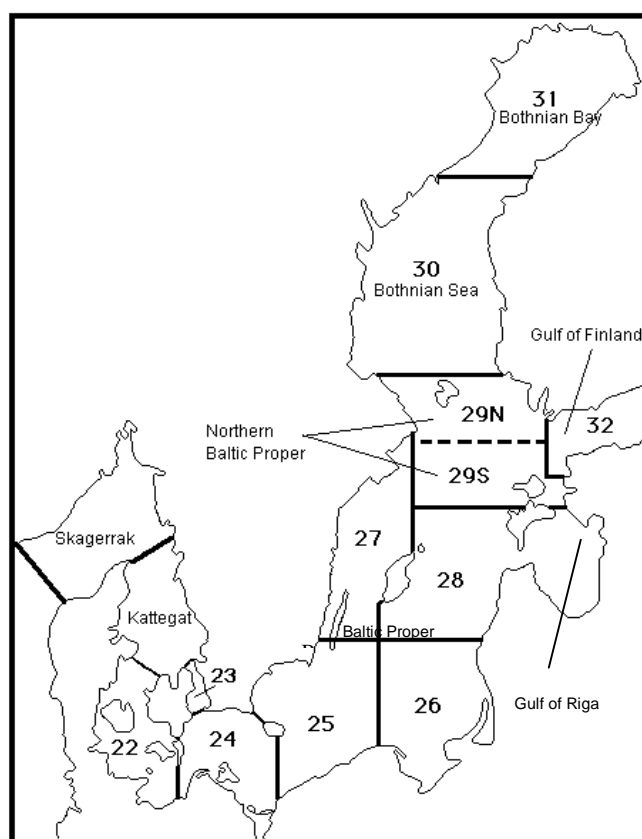 31
Bothnian Bay
30
Bothnian Sea
Gulf of Finland
29N
32
Northern
Baltic Proper
29S
Skagerrak
27
28
Kattegat
Baltic Proper
23
Gulf of Riga
26
25
24
22